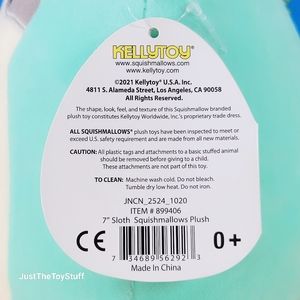 KELLYTOY
www.squishmallows.com
www.kellytoy.com
©2021 Kellytoy® U.S.A. Inc.
4811 S. Alameda Street, Los Angeles, CA 90058
All Rights Reserved.
The shape, look, feel, and texture of this Squishmallow branded
plush toy constitutes Kellytoy Worldwide, Inc.'s proprietary trade dress.
ALL SQUISHMALLOWS® plush toys have been inspected to meet or
exceed U.S. safety requirement and are made from all new materials.
CAUTION: All plastic tags and attachments to a basic stuffed animal
should be removed before giving to a child.
These attachments are not part of this toy.
TO CLEAN: Machine wash cold. Do not bleach.
Tumble dry low heat. Do not iron.
JNCN_2524_1020
ITEM # 899406
7" Sloth Squishmallows Plush
CE
0+
7 34689 56292 3
Made In China
JustTheToyStuff